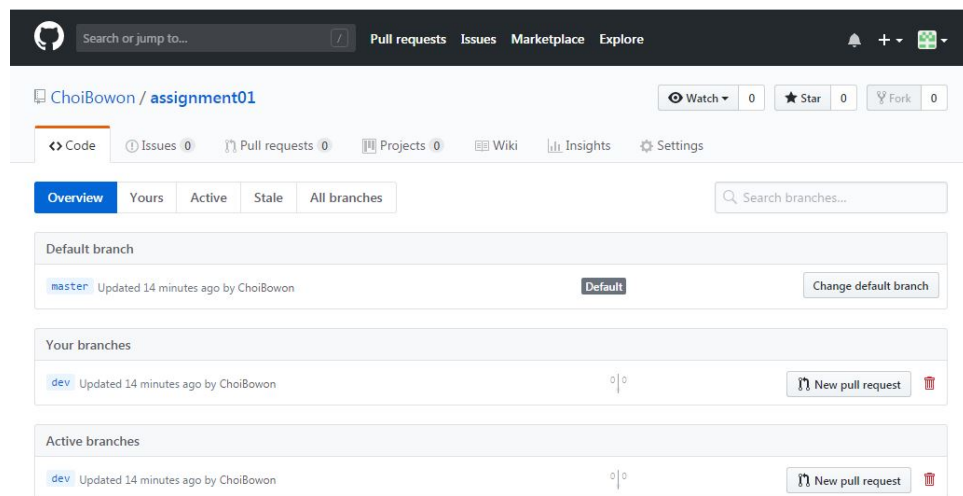 Search or jump to... / Pull requests Issues Marketplace Explore
ChoiBowon / assignment01 Watch 0 Star 0 Fork 0
Code Issues 0 Pull requests 0 Projects 0 Wiki Insights Settings
Overview Yours Active Stale All branches Search branches...
Default branch
master Updated 14 minutes ago by ChoiBowon Default Change default branch
Your branches
dev Updated 14 minutes ago by ChoiBowon 0 0 New pull request
Active branches
dev Updated 14 minutes ago by ChoiBowon 0 0 New pull request